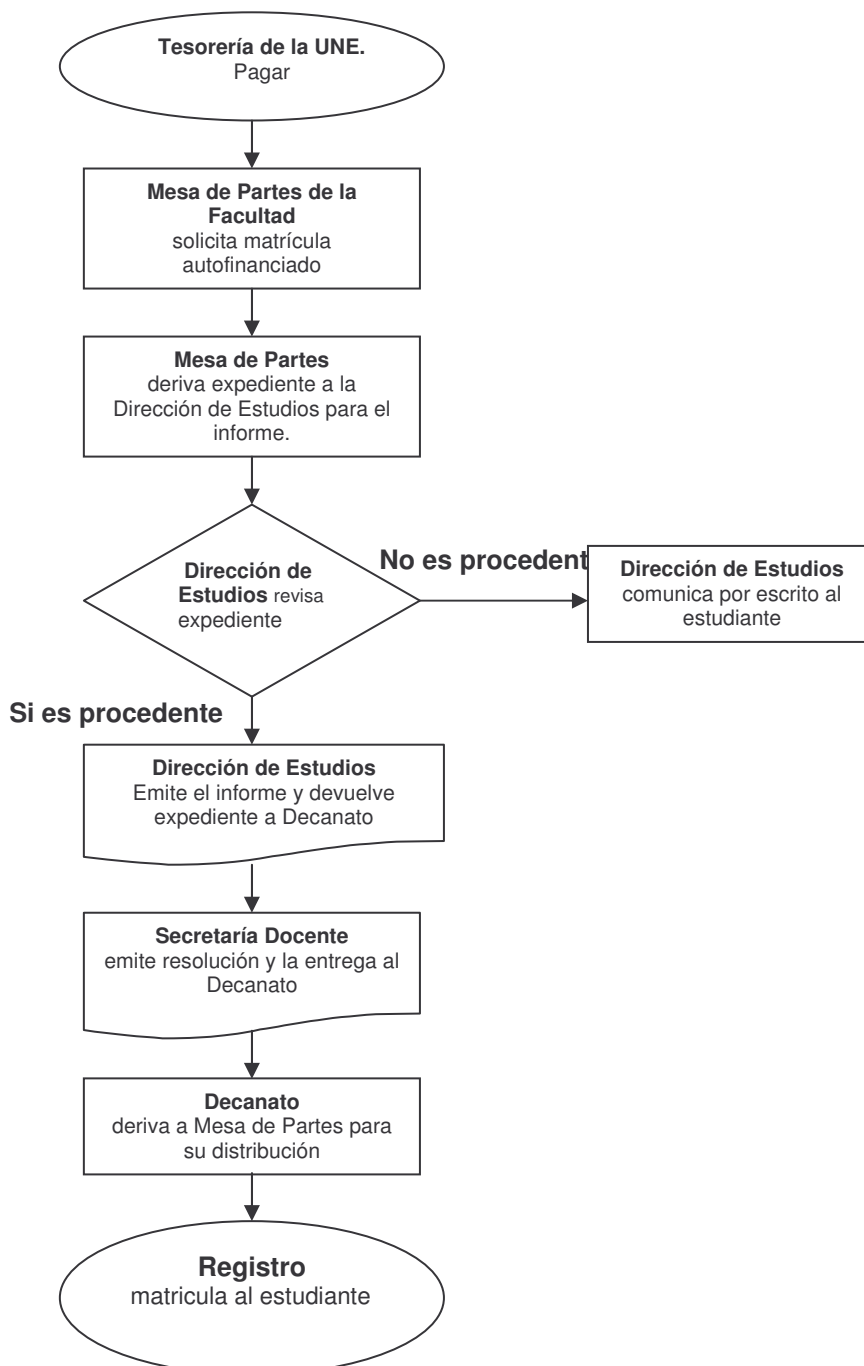 Tesorería de la UNE.
Pagar
Mesa de Partes de la
Facultad
solicita matrícula
autofinanciado
Mesa de Partes
deriva expediente a la
Dirección de Estudios para el
informe.
Dirección de
Estudios revisa
expediente
No es procedent
Dirección de Estudios
comunica por escrito al
estudiante
Si es procedente
Dirección de Estudios
Emite el informe y devuelve
expediente a Decanato
Secretaría Docente
emite resolución y la entrega al
Decanato
Decanato
deriva a Mesa de Partes para
su distribución
Registro
matricula al estudiante